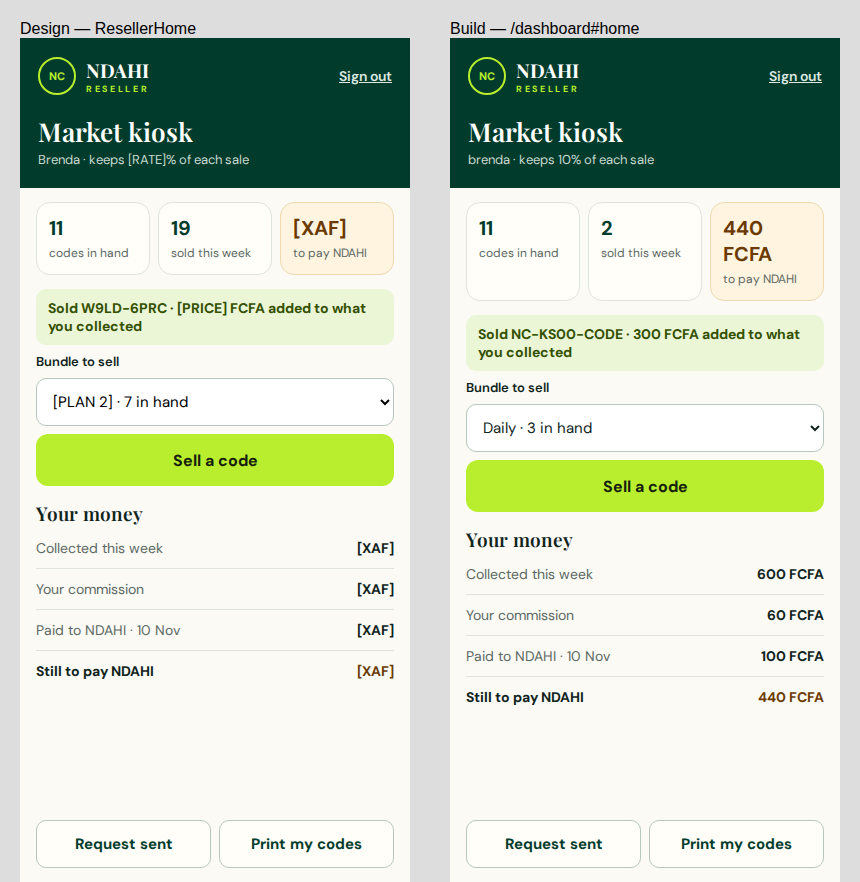 Design — ResellerHome
NC
NDAHI
RESELLER
Sign out
Market kiosk
Brenda · keeps [RATE]% of each sale
11
codes in hand
19
sold this week
[XAF]
to pay NDAHI
Sold W9LD-6PRC · [PRICE] FCFA added to what
you collected
Bundle to sell
[PLAN 2] · 7 in hand
Sell a code
Your money
Collected this week [XAF]
Your commission [XAF]
Paid to NDAHI · 10 Nov [XAF]
Still to pay NDAHI [XAF]
Request sent
Print my codes
Build — /dashboard#home
NC
NDAHI
RESELLER
Sign out
Market kiosk
brenda · keeps 10% of each sale
11
codes in hand
2
sold this week
440
FCFA
to pay NDAHI
Sold NC-KS00-CODE · 300 FCFA added to what
you collected
Bundle to sell
Daily · 3 in hand
Sell a code
Your money
Collected this week 600 FCFA
Your commission 60 FCFA
Paid to NDAHI · 10 Nov 100 FCFA
Still to pay NDAHI 440 FCFA
Request sent
Print my codes